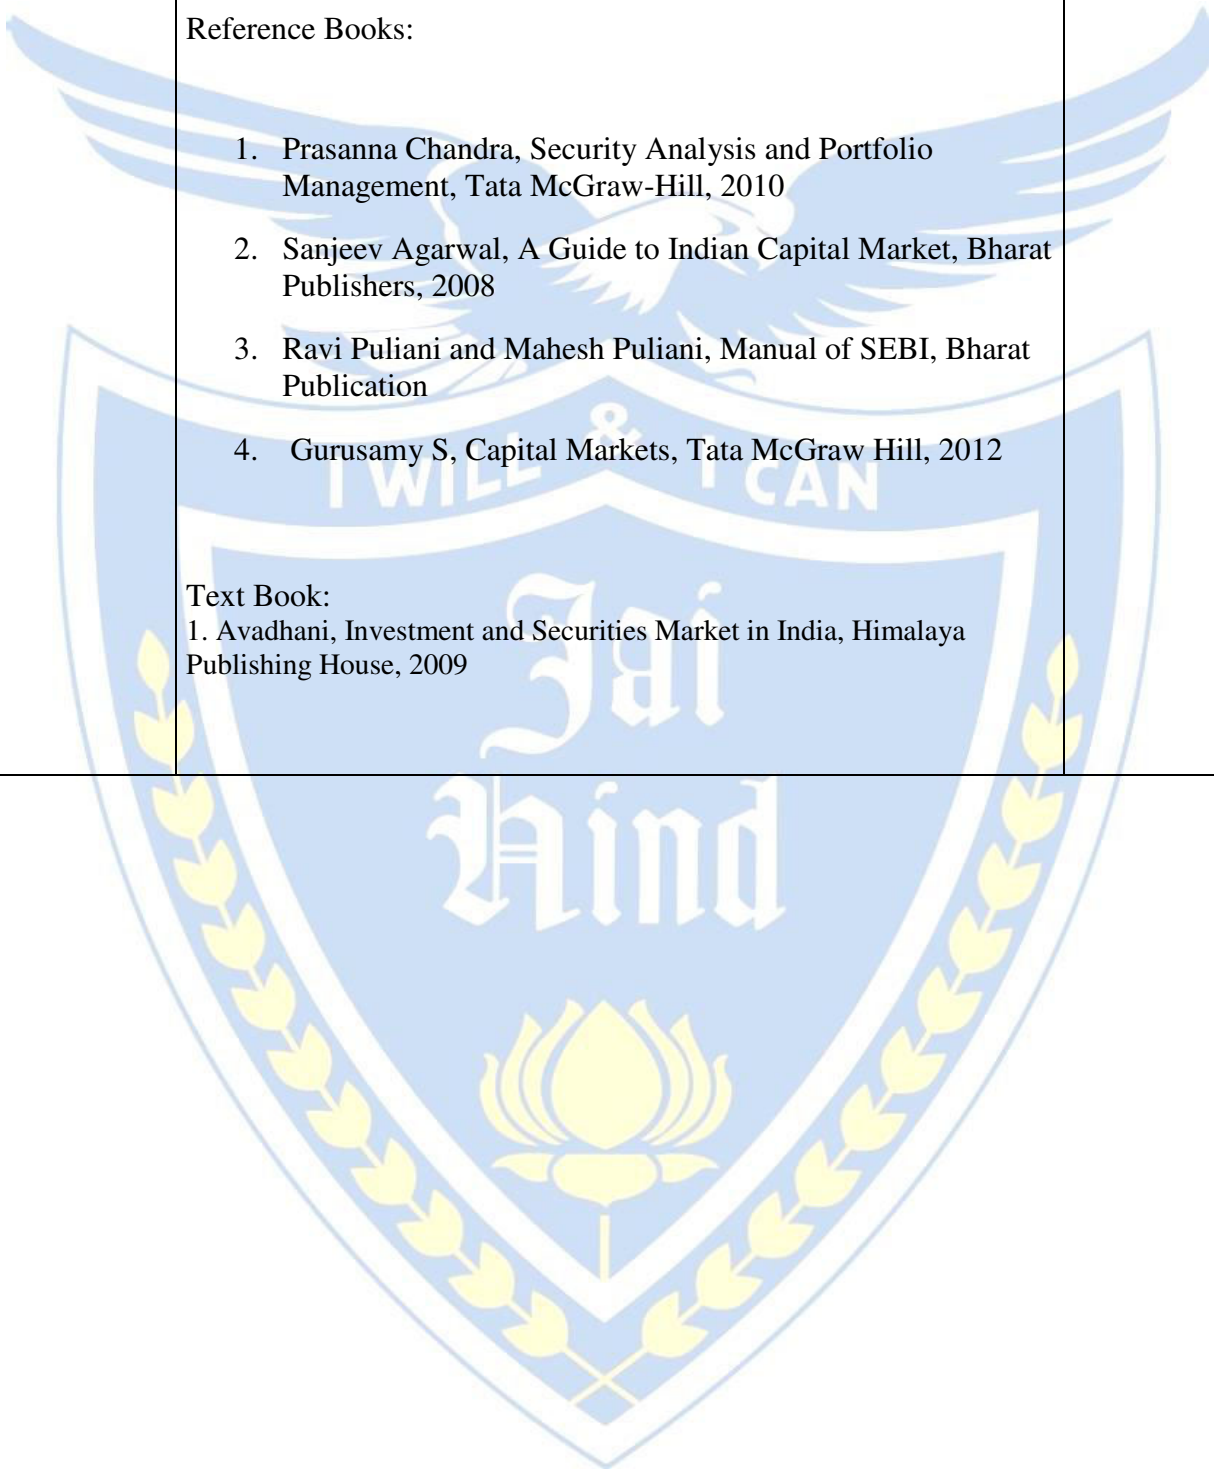 Reference Books:
1. Prasanna Chandra, Security Analysis and Portfolio
Management, Tata McGraw-Hill, 2010
2. Sanjeev Agarwal, A Guide to Indian Capital Market, Bharat
Publishers, 2008
3. Ravi Puliani and Mahesh Puliani, Manual of SEBI, Bharat
Publication
4. Gurusamy S, Capital Markets, Tata McGraw Hill, 2012
I WILL & I CAN
Text Book:
1. Avadhani, Investment and Securities Market in India, Himalaya
Publishing House, 2009
Jai
Hind